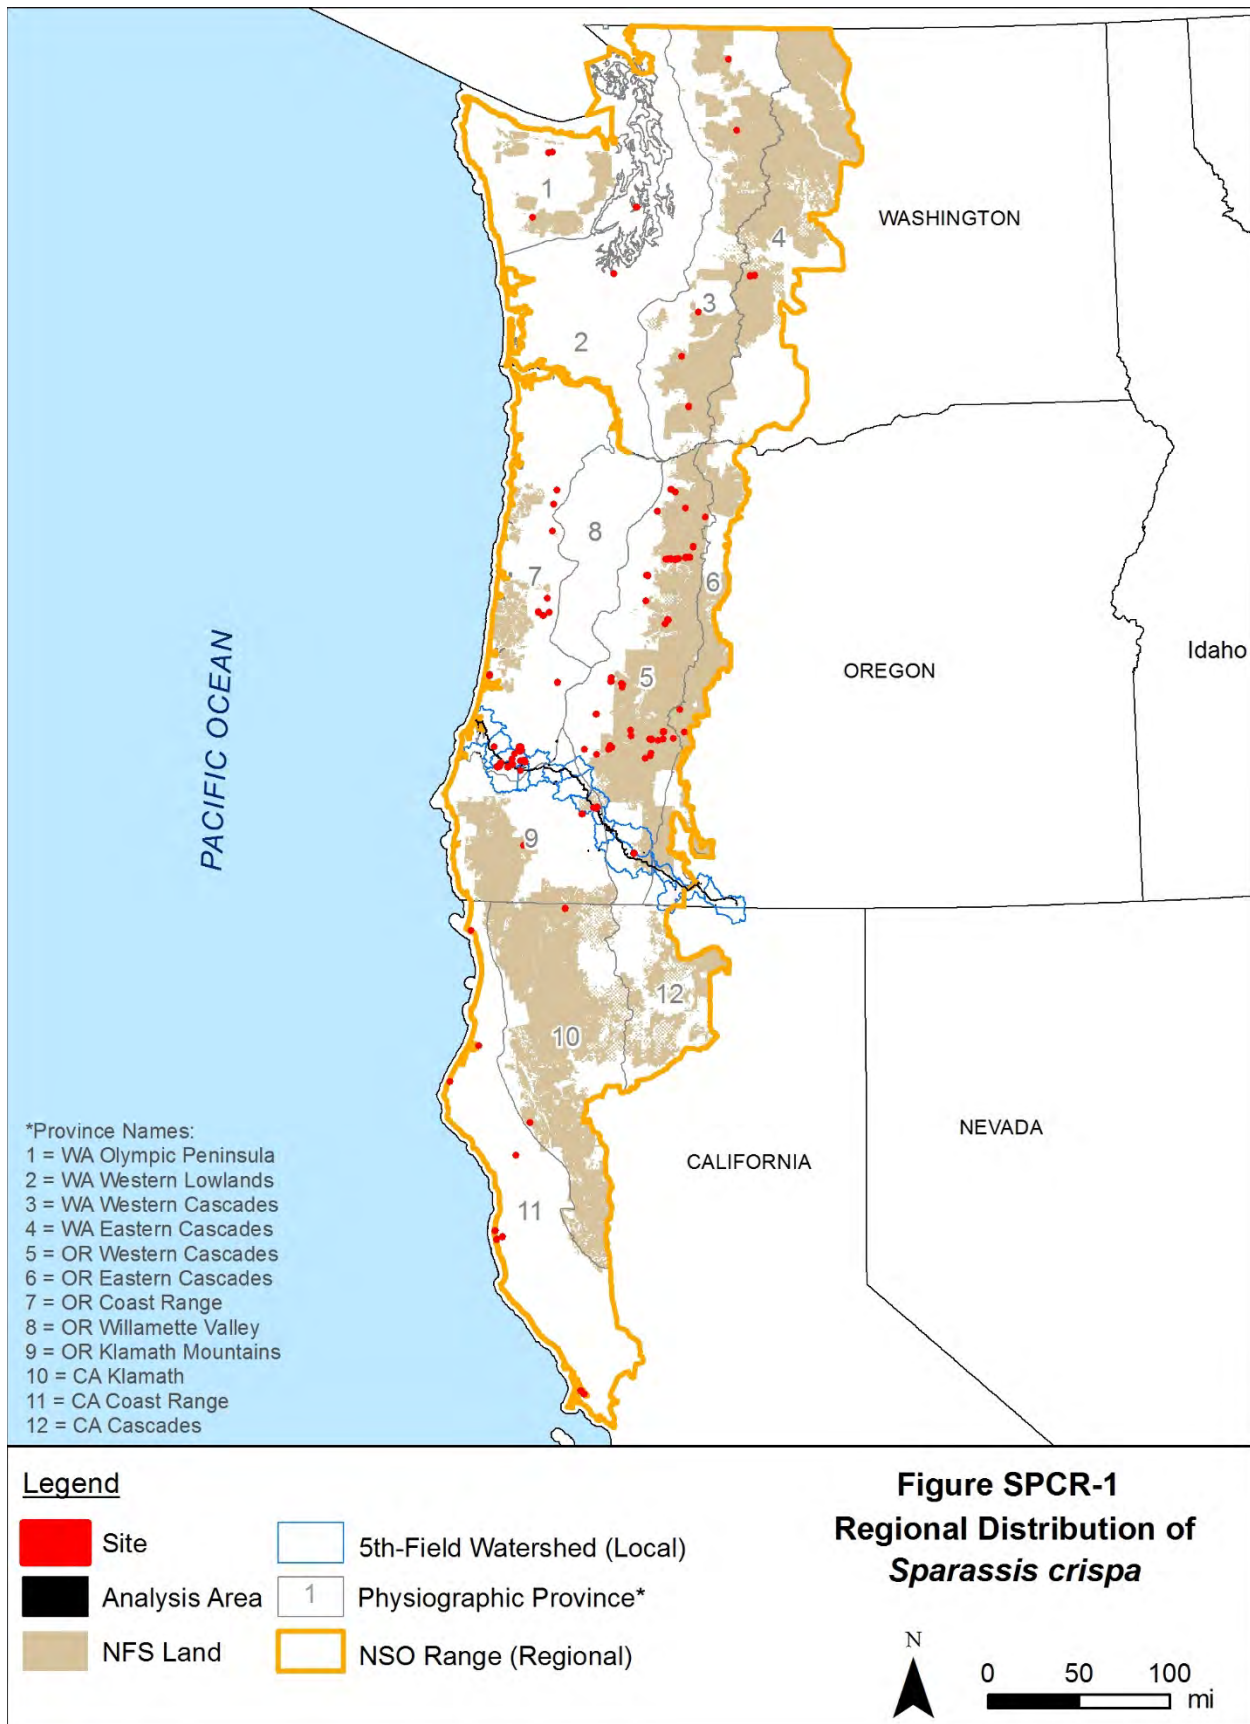 1
WASHINGTON
4
3
2
8
7
6
PACIFIC OCEAN
5
OREGON
Idaho
9
12
10
NEVADA
CALIFORNIA
11
*Province Names:
1 = WA Olympic Peninsula
2 = WA Western Lowlands
3 = WA Western Cascades
4 = WA Eastern Cascades
5 = OR Western Cascades
6 = OR Eastern Cascades
7 = OR Coast Range
8 = OR Willamette Valley
9 = OR Klamath Mountains
10 = CA Klamath
11 = CA Coast Range
12 = CA Cascades
Legend
Site
Analysis Area
NFS Land
5th-Field Watershed (Local)
1
Physiographic Province*
NSO Range (Regional)
Figure SPCR-1
Regional Distribution of
Sparassis crispa
N
0 50 100
mi